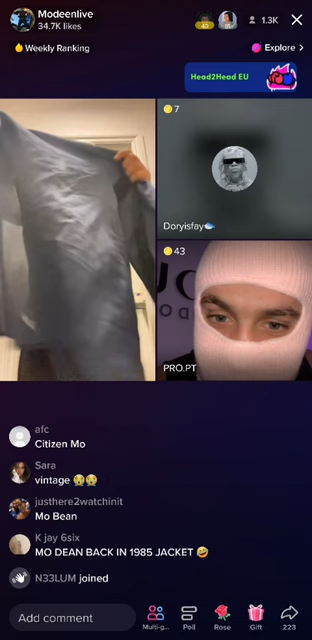 Modeenlive
34.7K likes
1.3K
Weekly Ranking
Explore >
Head2Head EU
7
Doryisfay🐟
43
PRO.PT
afc
Citizen Mo
Sara
vintage 😭😭
justhere2watchinit
Mo Bean
K jay 6six
MO DEAN BACK IN 1985 JACKET 🤣
N33LUM joined
Add comment
Multi-g...
Poll
Rose
Gift
223